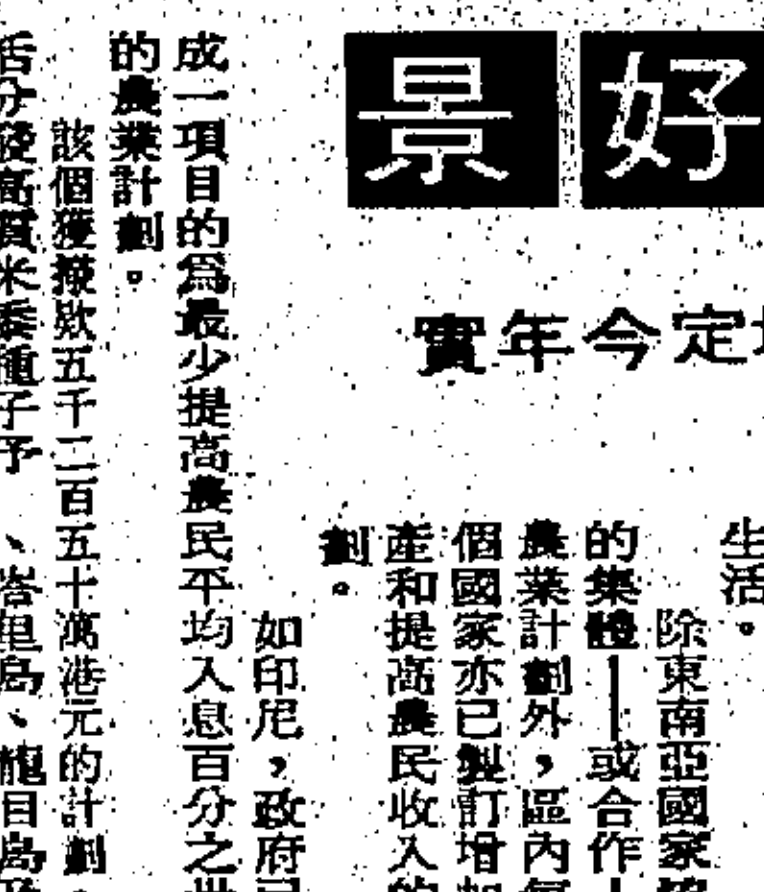 好景
定今年實
生活。
除東南亞國家
的集體——或合作
農業計劃外，區內每
個國家亦已製訂增加
產和提高農民收入的
劃。
如印尼，政府已
成一項目的為最少提高農民平均入息百分之
的農業計劃。
該個獲撥欵五千二百五十萬港元的計劃，
活分發高質米黍種子予
、峇里島、龍目島及